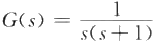 G(s) = 1/(s(s + 1))